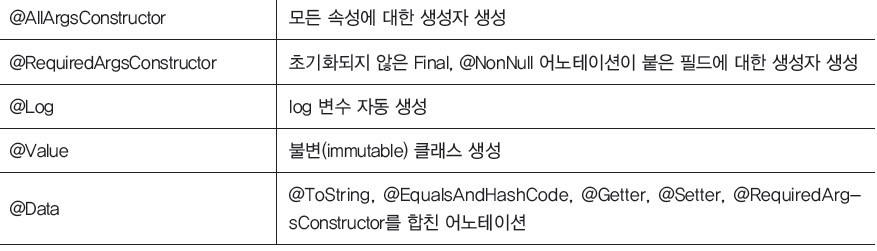 @AllArgsConstructor 모든 속성에 대한 생성자 생성
@RequiredArgsConstructor 초기화되지 않은 Final, @NonNull 어노테이션이 붙은 필드에 대한 생성자 생성
@Log log 변수 자동 생성
@Value 불변(immutable) 클래스 생성
@Data @ToString, @EqualsAndHashCode, @Getter, @Setter, @RequiredArg-
sConstructor를 합친 어노테이션